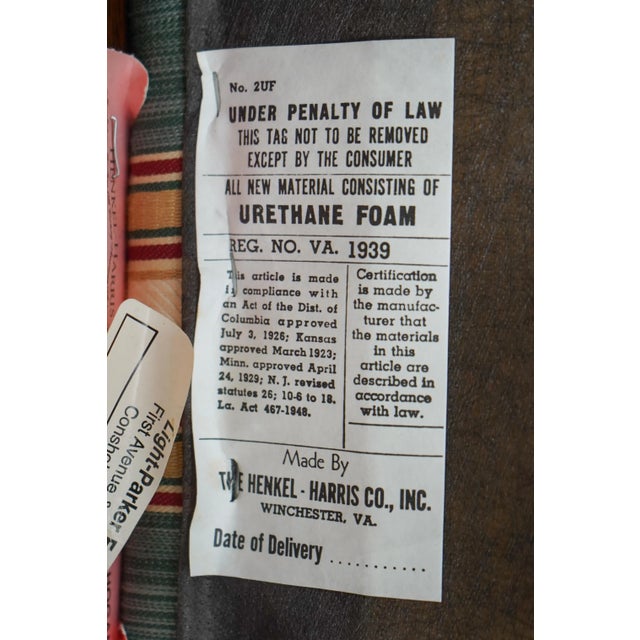 No. 2UF
UNDER PENALTY OF LAW
THIS TAG NOT TO BE REMOVED
EXCEPT BY THE CONSUMER
ALL NEW MATERIAL CONSISTING OF
URETHANE FOAM
REG. NO. VA. 1939
This article is made
in compliance with
an Act of the Dist. of
Columbia approved
July 3, 1926; Kansas
approved March 1923;
Minn. approved April
24, 1929; N. J. revised
statutes 26; 10-6 to 18.
La. Act 467-1948.
Certification
is made by
the manufac-
turer that
the materials
in this
article are
described in
accordance
with law.
Made By
THE HENKEL - HARRIS CO., INC.
WINCHESTER, VA.
Date of Delivery ...........
Light-Parker
First Avenue &
HENKEL HARRIS